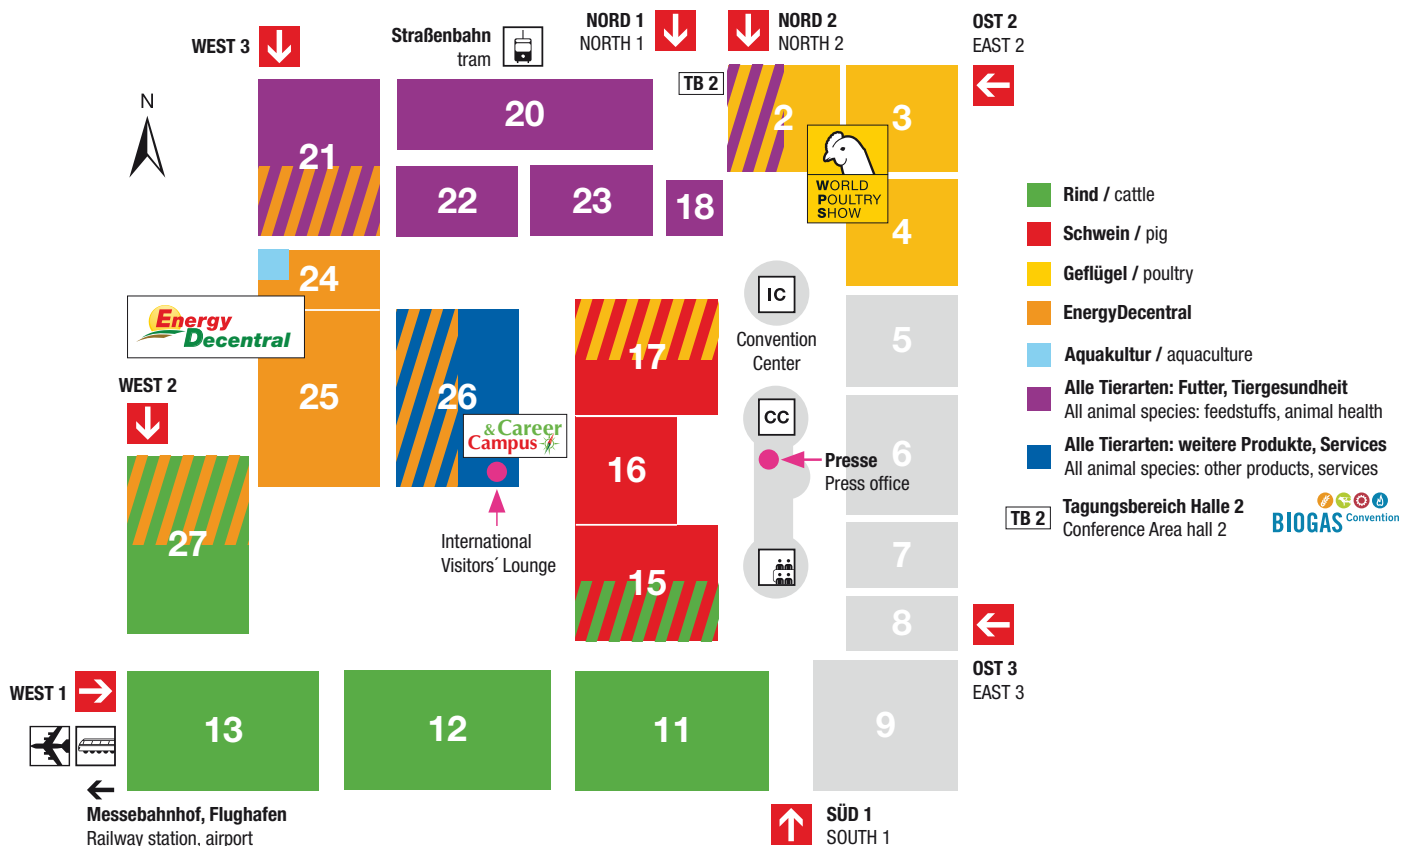 WEST 3
Straßenbahn
tram
NORD 1
NORTH 1
NORD 2
NORTH 2
OST 2
EAST 2
TB 2
N
20
2
3
21
22
23
18
WORLD
POULTRY
SHOW
4
24
Energy
Decentral
IC
Convention
Center
5
17
25
26
WEST 2
& Career
Campus
CC
6
16
Presse
Press office
International
Visitors´ Lounge
27
7
15
8
OST 3
EAST 3
WEST 1
13
12
11
9
Messebahnhof, Flughafen
Railway station, airport
SÜD 1
SOUTH 1
Rind / cattle
Schwein / pig
Geflügel / poultry
EnergyDecentral
Aquakultur / aquaculture
Alle Tierarten: Futter, Tiergesundheit
All animal species: feedstuffs, animal health
Alle Tierarten: weitere Produkte, Services
All animal species: other products, services
TB 2
Tagungsbereich Halle 2
Conference Area hall 2
BIOGAS Convention